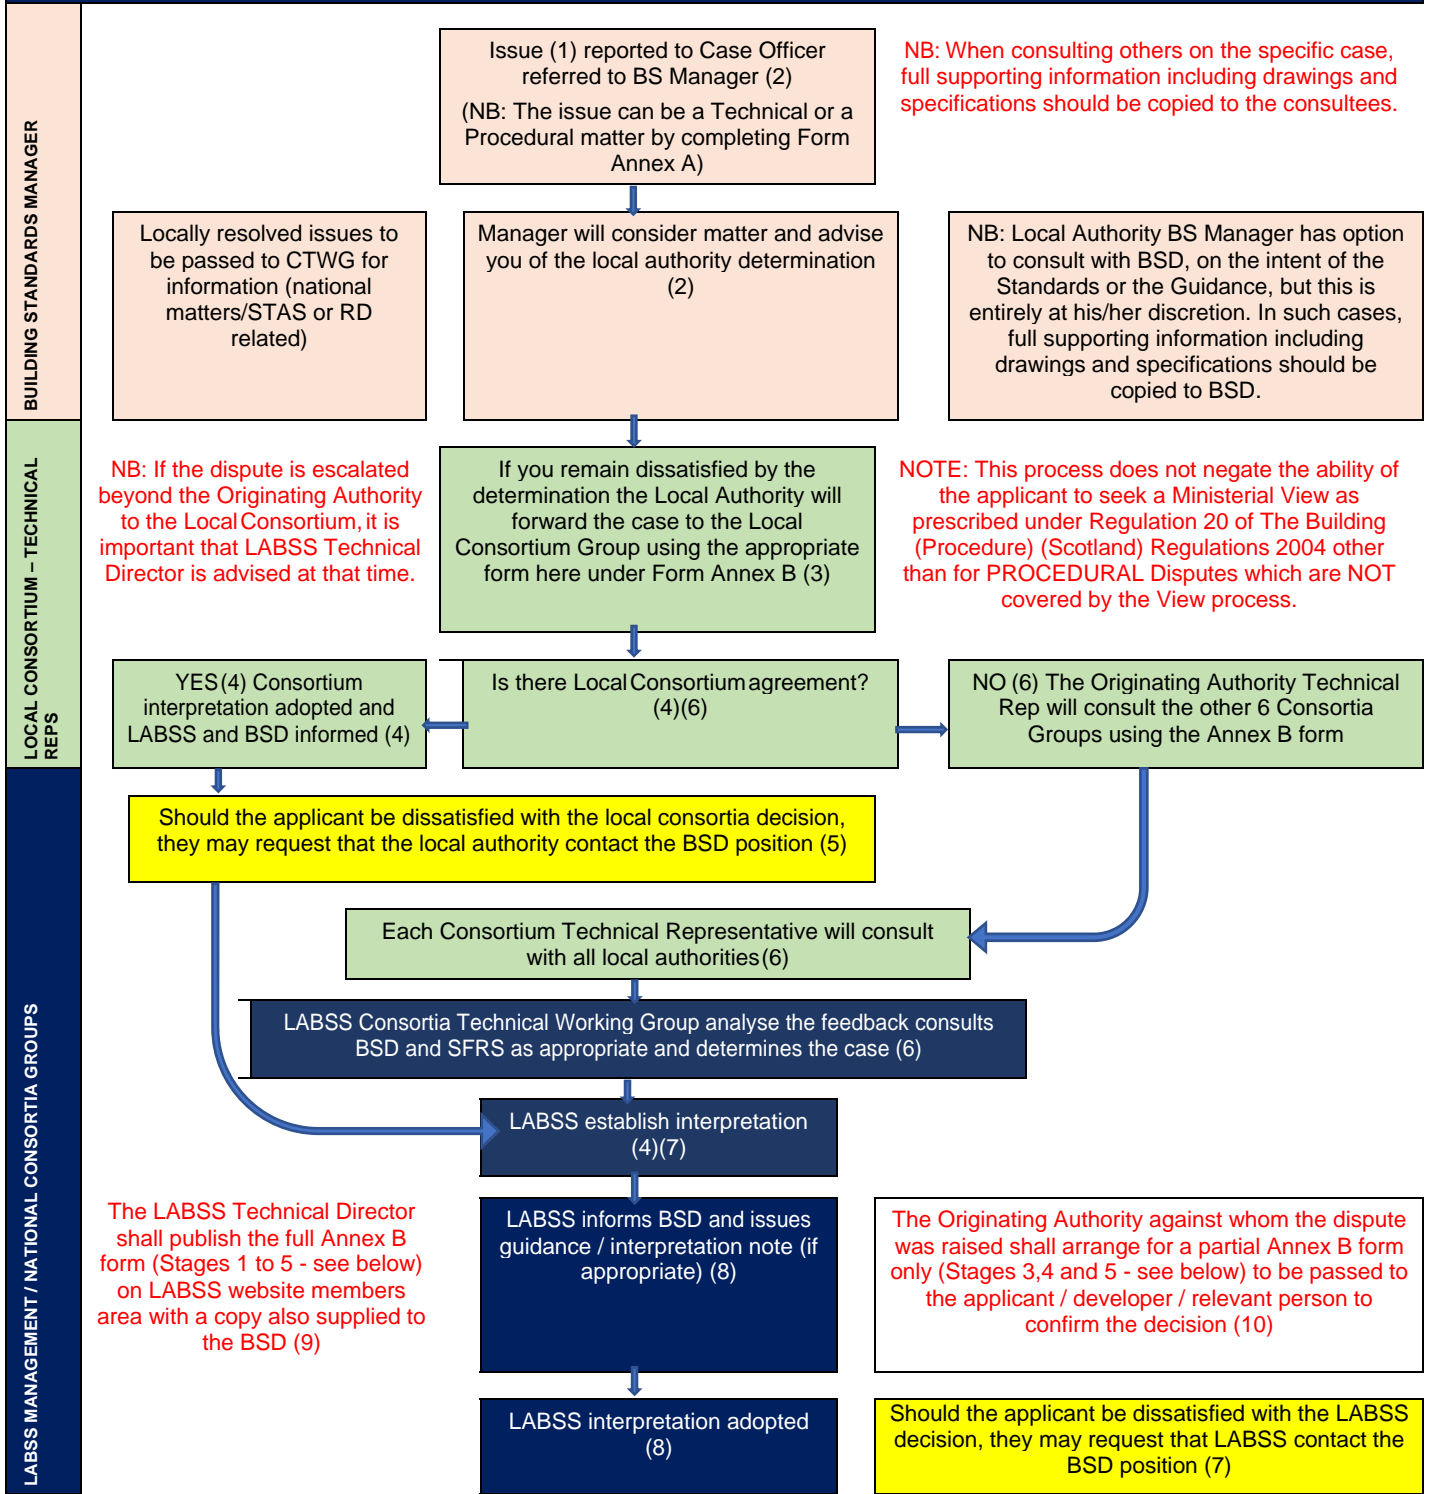 BUILDING STANDARDS MANAGER
Issue (1) reported to Case Officer
referred to BS Manager (2)
(NB: The issue can be a Technical or a
Procedural matter by completing Form
Annex A)
NB: When consulting others on the specific case,
full supporting information including drawings and
specifications should be copied to the consultees.
Locally resolved issues to
be passed to CTWG for
information (national
matters/STAS or RD
related)
Manager will consider matter and advise
you of the local authority determination
(2)
NB: Local Authority BS Manager has option
to consult with BSD, on the intent of the
Standards or the Guidance, but this is
entirely at his/her discretion. In such cases,
full supporting information including
drawings and specifications should be
copied to BSD.
LOCAL CONSORTIUM – TECHNICAL
REPS
NB: If the dispute is escalated
beyond the Originating Authority
to the Local Consortium, it is
important that LABSS Technical
Director is advised at that time.
If you remain dissatisfied by the
determination the Local Authority will
forward the case to the Local
Consortium Group using the appropriate
form here under Form Annex B (3)
NOTE: This process does not negate the ability of
the applicant to seek a Ministerial View as
prescribed under Regulation 20 of The Building
(Procedure) (Scotland) Regulations 2004 other
than for PROCEDURAL Disputes which are NOT
covered by the View process.
YES (4) Consortium
interpretation adopted and
LABSS and BSD informed (4)
Is there Local Consortium agreement?
(4)(6)
NO (6) The Originating Authority Technical
Rep will consult the other 6 Consortia
Groups using the Annex B form
LABSS MANAGEMENT / NATIONAL CONSORTIA GROUPS
Should the applicant be dissatisfied with the local consortia decision,
they may request that the local authority contact the BSD position (5)
Each Consortium Technical Representative will consult
with all local authorities (6)
LABSS Consortia Technical Working Group analyse the feedback consults
BSD and SFRS as appropriate and determines the case (6)
LABSS establish interpretation
(4)(7)
The LABSS Technical Director
shall publish the full Annex B
form (Stages 1 to 5 - see below)
on LABSS website members
area with a copy also supplied to
the BSD (9)
LABSS informs BSD and issues
guidance / interpretation note (if
appropriate) (8)
The Originating Authority against whom the dispute
was raised shall arrange for a partial Annex B form
only (Stages 3,4 and 5 - see below) to be passed to
the applicant / developer / relevant person to
confirm the decision (10)
LABSS interpretation adopted
(8)
Should the applicant be dissatisfied with the LABSS
decision, they may request that LABSS contact the
BSD position (7)